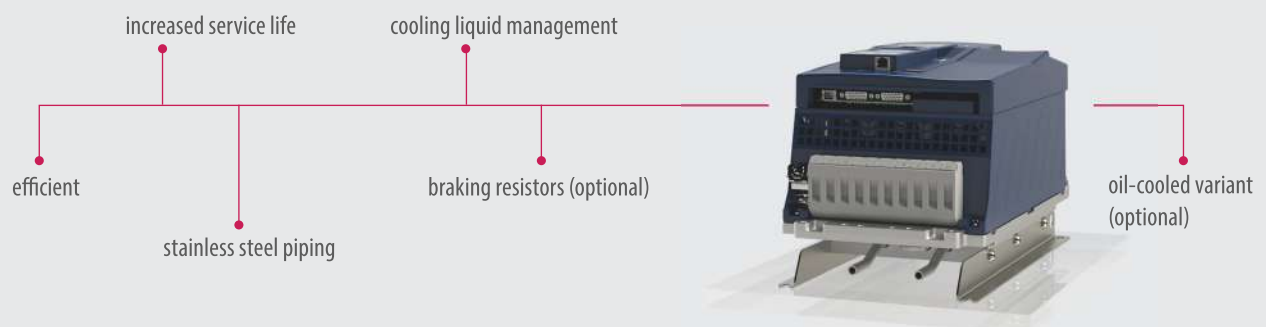 increased service life
cooling liquid management
efficient
braking resistors (optional)
oil-cooled variant
(optional)
stainless steel piping